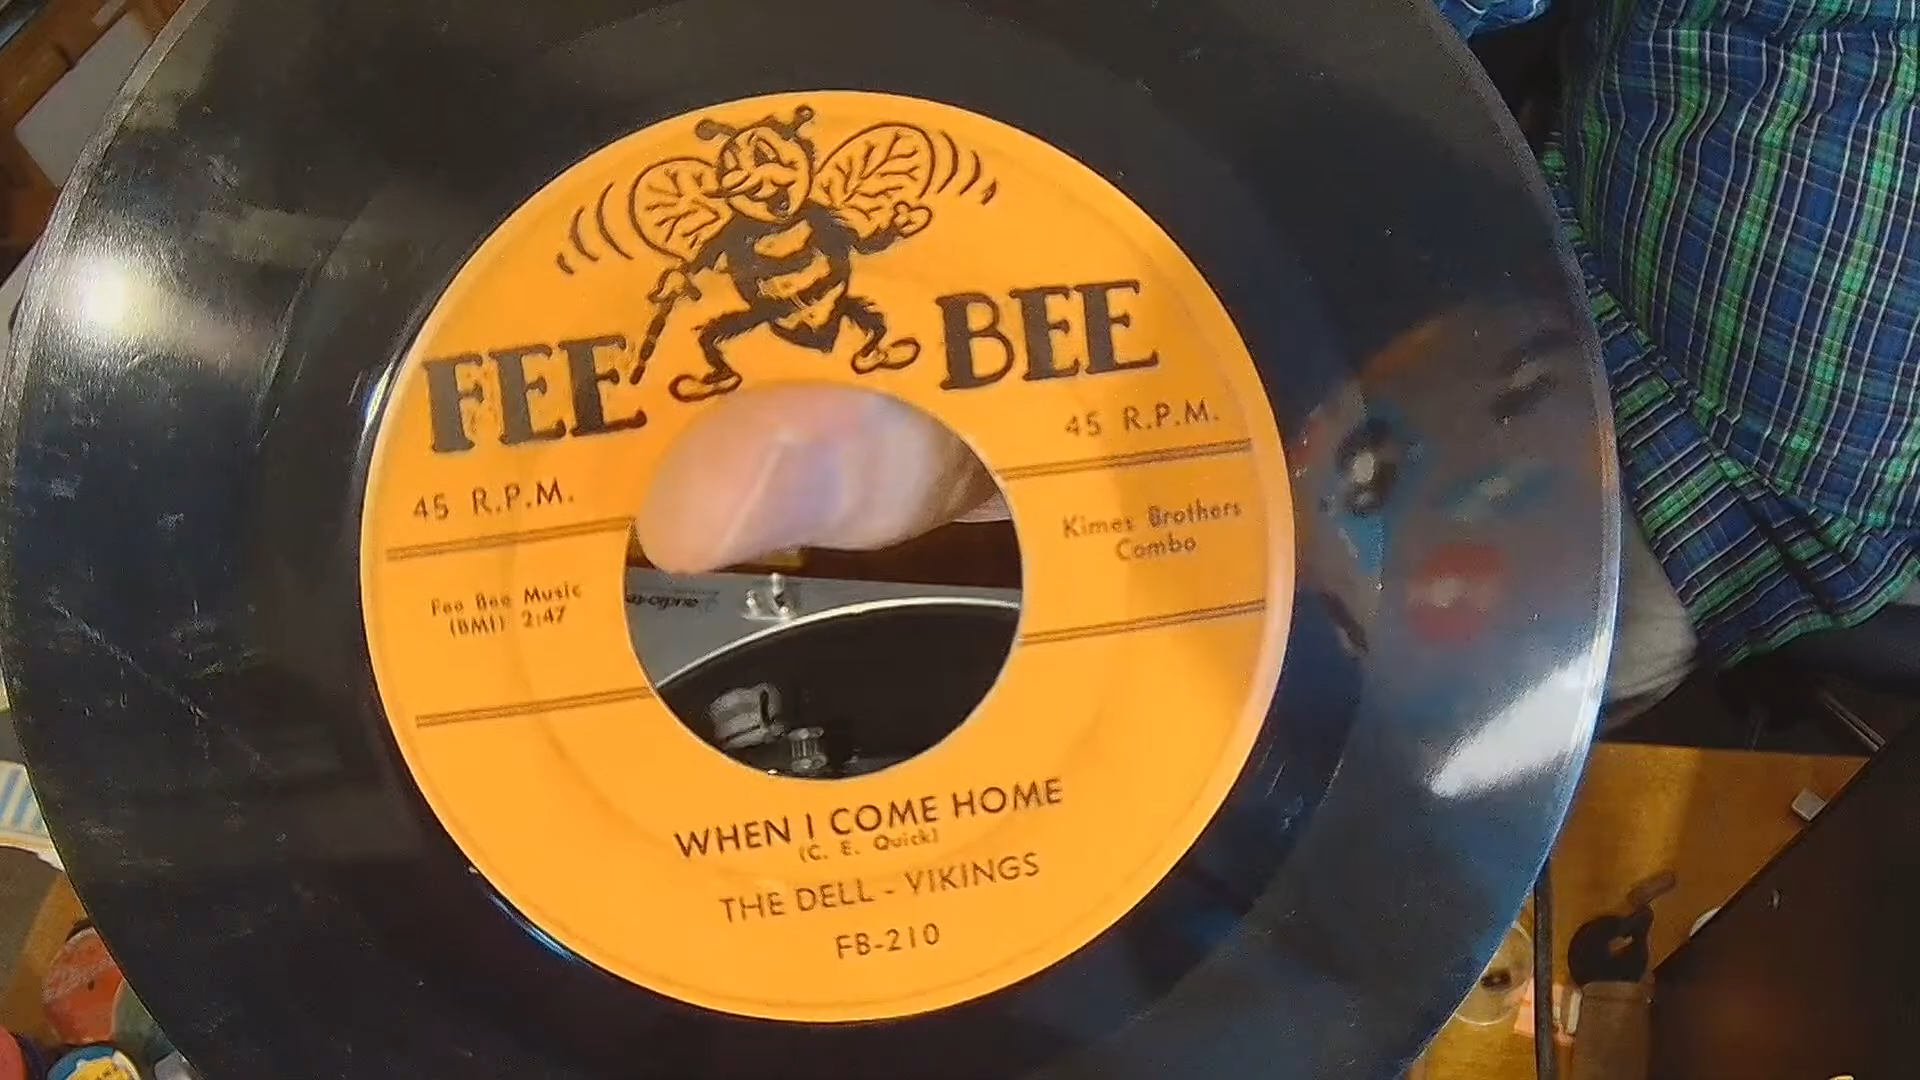 FEE BEE
45 R.P.M.
45 R.P.M.
Fee Bee Music
(BMI) 2:47
Kimes Brothers
Combo
WHEN I COME HOME
(C. E. Quick)
THE DELL - VIKINGS
FB-210